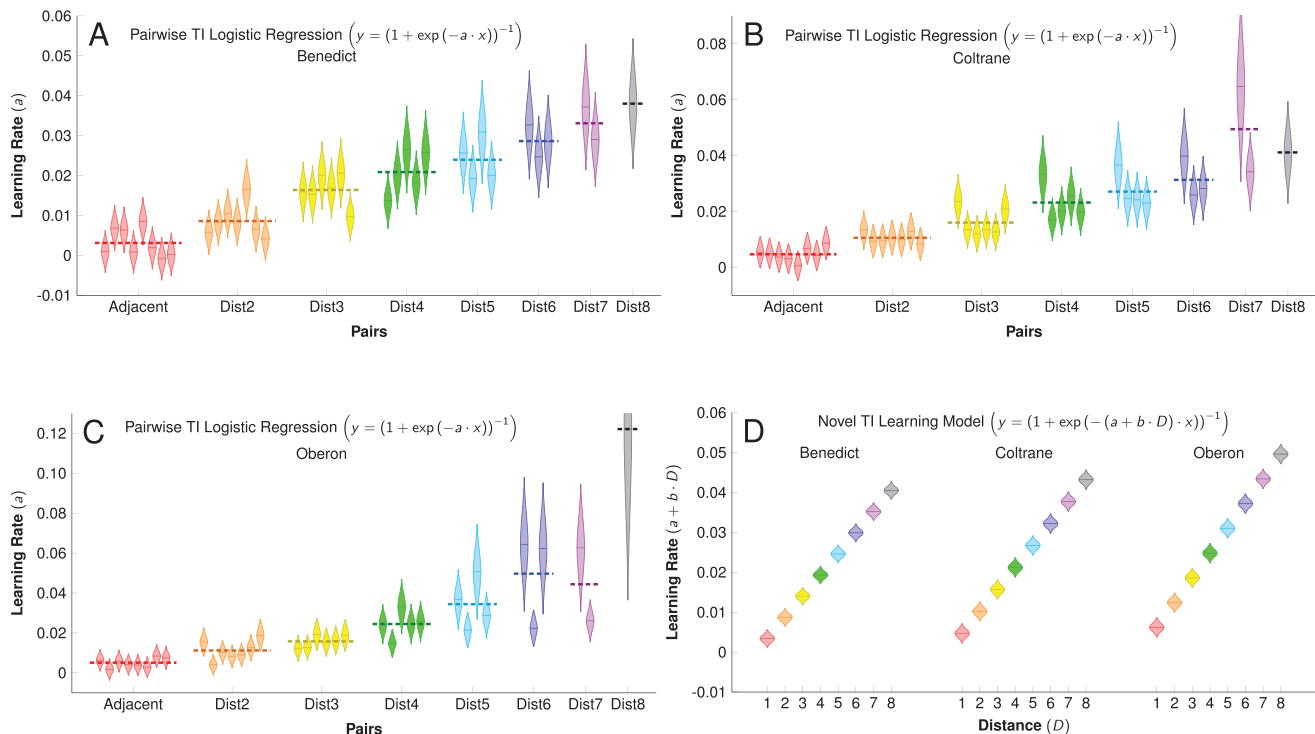 A
Pairwise TI Logistic Regression (y = (1 + exp (−a · x))⁻¹)
Benedict
0.06
0.05
0.04
0.03
0.02
0.01
0
-0.01
Learning Rate (a)
Adjacent Dist2 Dist3 Dist4 Dist5 Dist6 Dist7 Dist8
Pairs
B
Pairwise TI Logistic Regression (y = (1 + exp (−a · x))⁻¹)
Coltrane
0.08
0.06
0.04
0.02
0
Learning Rate (a)
Adjacent Dist2 Dist3 Dist4 Dist5 Dist6 Dist7 Dist8
Pairs
C
Pairwise TI Logistic Regression (y = (1 + exp (−a · x))⁻¹)
Oberon
0.12
0.10
0.08
0.06
0.04
0.02
0
Learning Rate (a)
Adjacent Dist2 Dist3 Dist4 Dist5 Dist6 Dist7 Dist8
Pairs
D
Novel TI Learning Model (y = (1 + exp (− (a + b · D) · x))⁻¹)
Benedict Coltrane Oberon
0.06
0.05
0.04
0.03
0.02
0.01
0
-0.01
Learning Rate (a + b · D)
1 2 3 4 5 6 7 8 1 2 3 4 5 6 7 8 1 2 3 4 5 6 7 8
Distance (D)